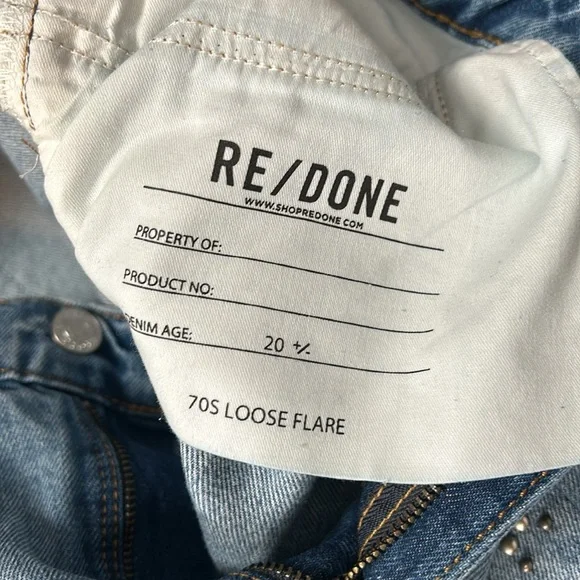 RE/DONE
WWW.SHOPREDONE.COM
PROPERTY OF:
PRODUCT NO:
DENIM AGE: 20 +/-
70S LOOSE FLARE